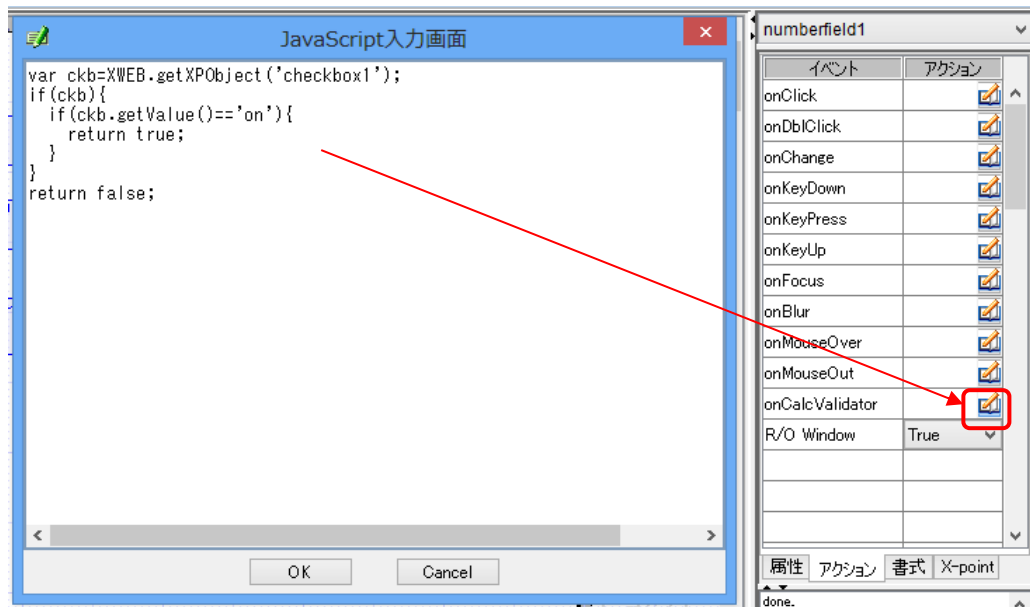 JavaScript入力画面
var ckb=XWEB.getXPObject('checkbox1');
if(ckb){
  if(ckb.getValue()=='on'){
    return true;
  }
}
return false;
OK
Cancel
numberfield1
イベント アクション
onClick
onDblClick
onChange
onKeyDown
onKeyPress
onKeyUp
onFocus
onBlur
onMouseOver
onMouseOut
onCalcValidator
R/O Window True
属性 アクション 書式 X-point
done.